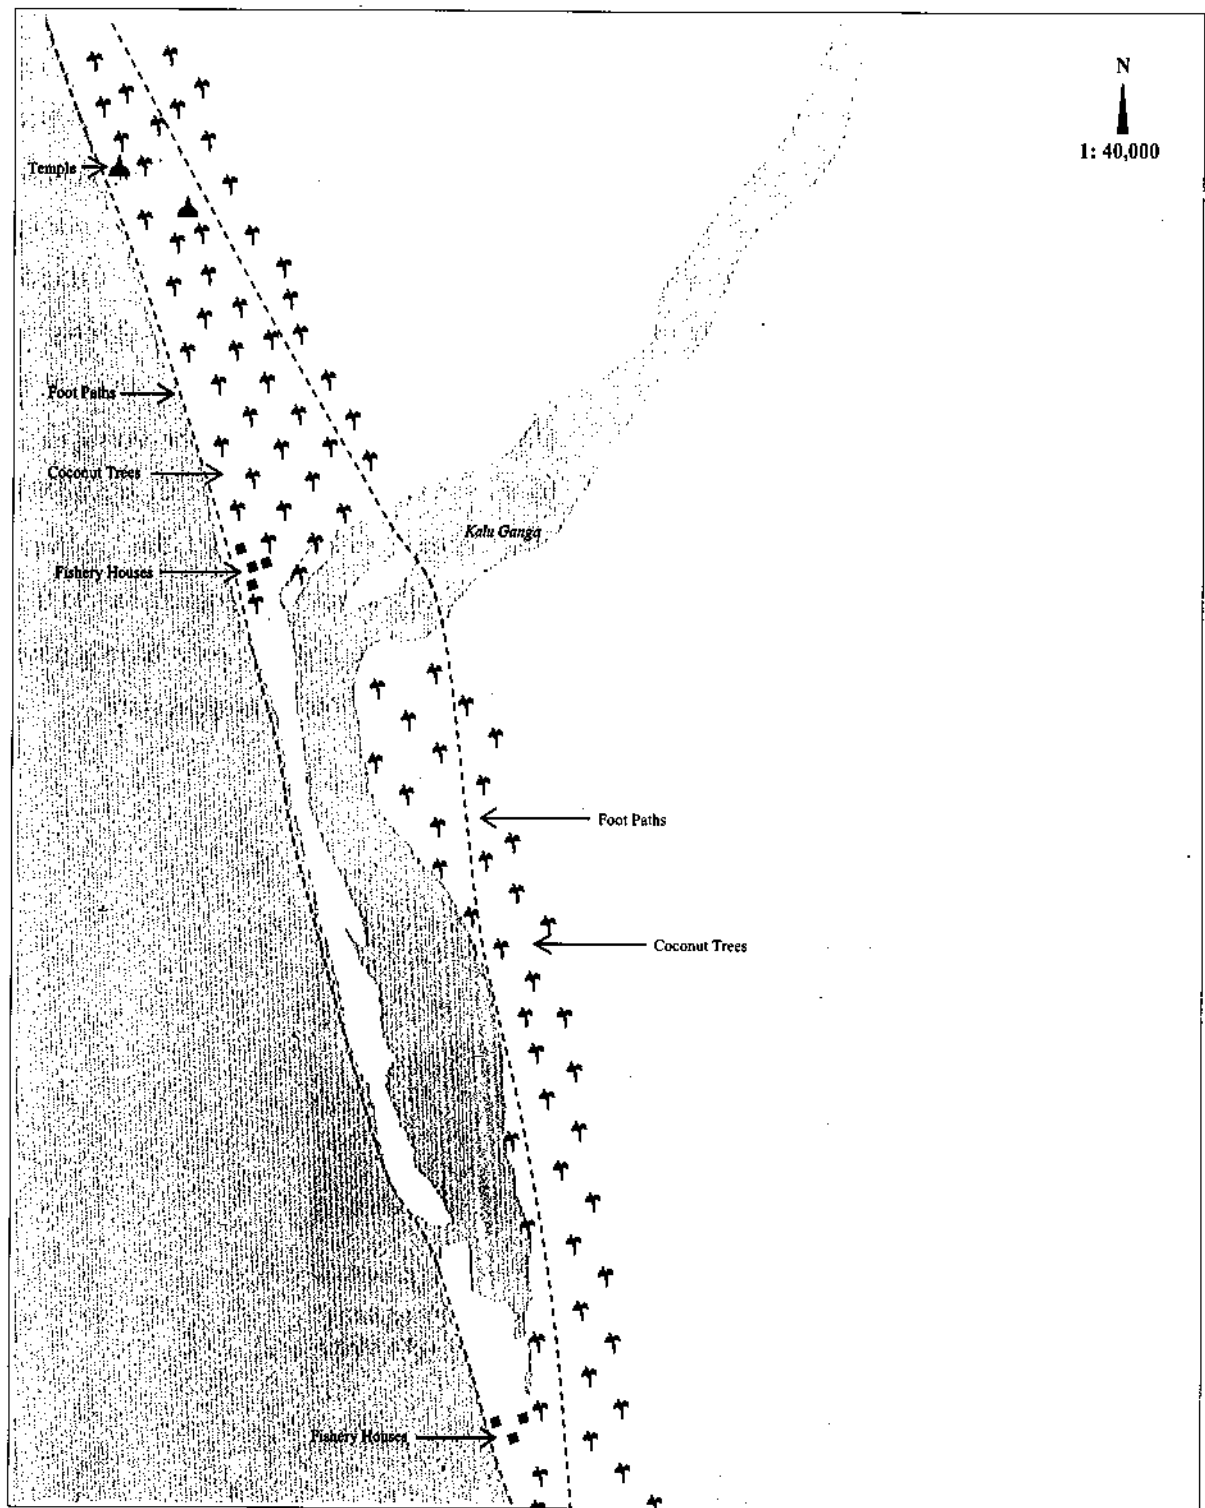 N
1: 40,000
Temple
Foot Paths
Coconut Trees
Kalu Ganga
Fishery Houses
Foot Paths
Coconut Trees
Fishery Houses